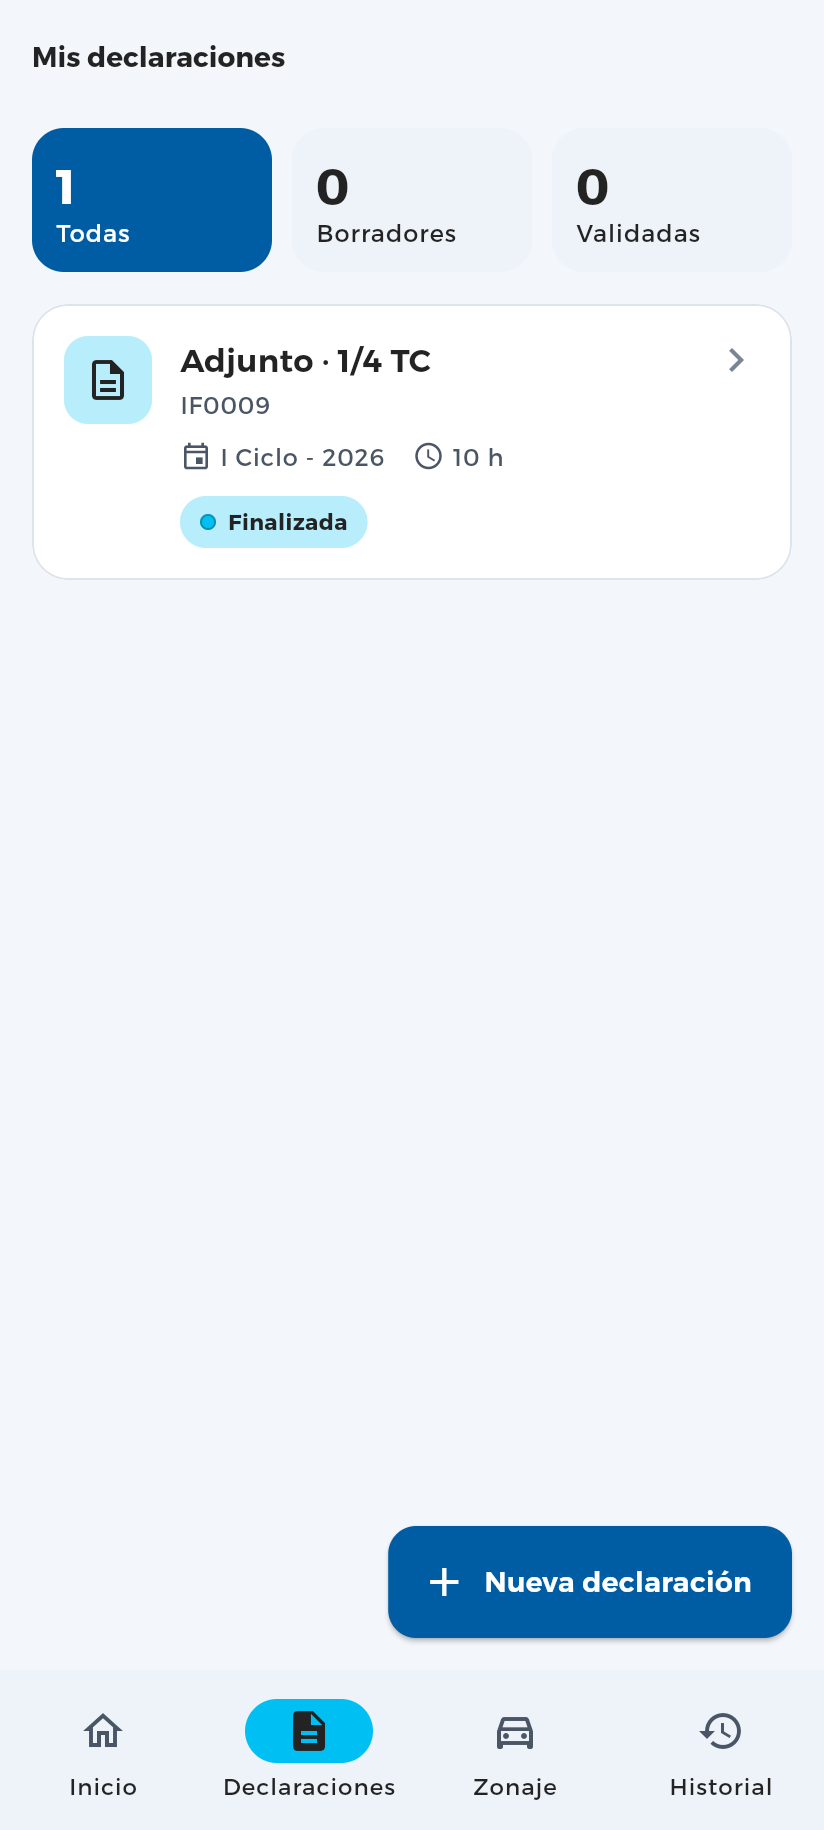 Mis declaraciones
1
Todas
0
Borradores
0
Validadas
Adjunto · 1/4 TC
IF0009
I Ciclo - 2026 10 h
Finalizada
Nueva declaración
Inicio
Declaraciones
Zonaje
Historial